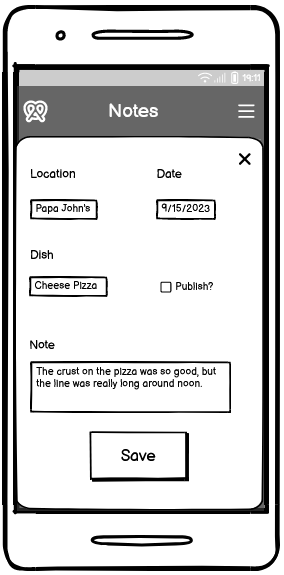 19:11
Notes
Location
Date
Papa John's
9/15/2023
Dish
Cheese Pizza
Publish?
Note
The crust on the pizza was so good, but
the line was really long around noon.
Save